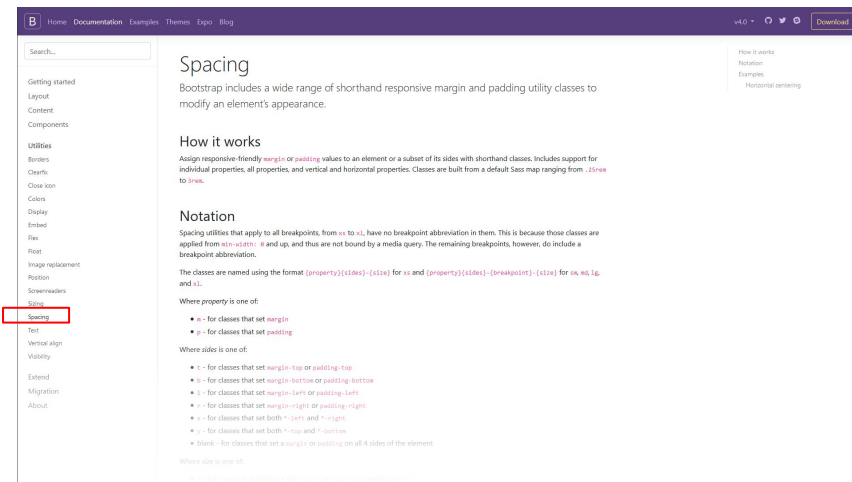 B Home Documentation Examples Themes Expo Blog v4.0 Download
Search...
Getting started
Layout
Content
Components
Utilities
Borders
Clearfix
Close icon
Colors
Display
Embed
Flex
Float
Image replacement
Position
Screenreaders
Sizing
Spacing
Text
Vertical align
Visibility
Extend
Migration
About
Spacing
Bootstrap includes a wide range of shorthand responsive margin and padding utility classes to
modify an element's appearance.
How it works
Assign responsive-friendly margin or padding values to an element or a subset of its sides with shorthand classes. Includes support for
individual properties, all properties, and vertical and horizontal properties. Classes are built from a default Sass map ranging from .25rem
to 3rem.
Notation
Spacing utilities that apply to all breakpoints, from xs to xl, have no breakpoint abbreviation in them. This is because those classes are
applied from min-width: 0 and up, and thus are not bound by a media query. The remaining breakpoints, however, do include a
breakpoint abbreviation.
The classes are named using the format {property}{sides}-{size} for xs and {property}{sides}-{breakpoint}-{size} for sm, md, lg,
and xl.
Where property is one of:
• m - for classes that set margin
• p - for classes that set padding
Where sides is one of:
• t - for classes that set margin-top or padding-top
• b - for classes that set margin-bottom or padding-bottom
• l - for classes that set margin-left or padding-left
• r - for classes that set margin-right or padding-right
• x - for classes that set both *-left and *-right
• y - for classes that set both *-top and *-bottom
• blank - for classes that set a margin or padding on all 4 sides of the element
Where size is one of:
How it works
Notation
Examples
Horizontal centering